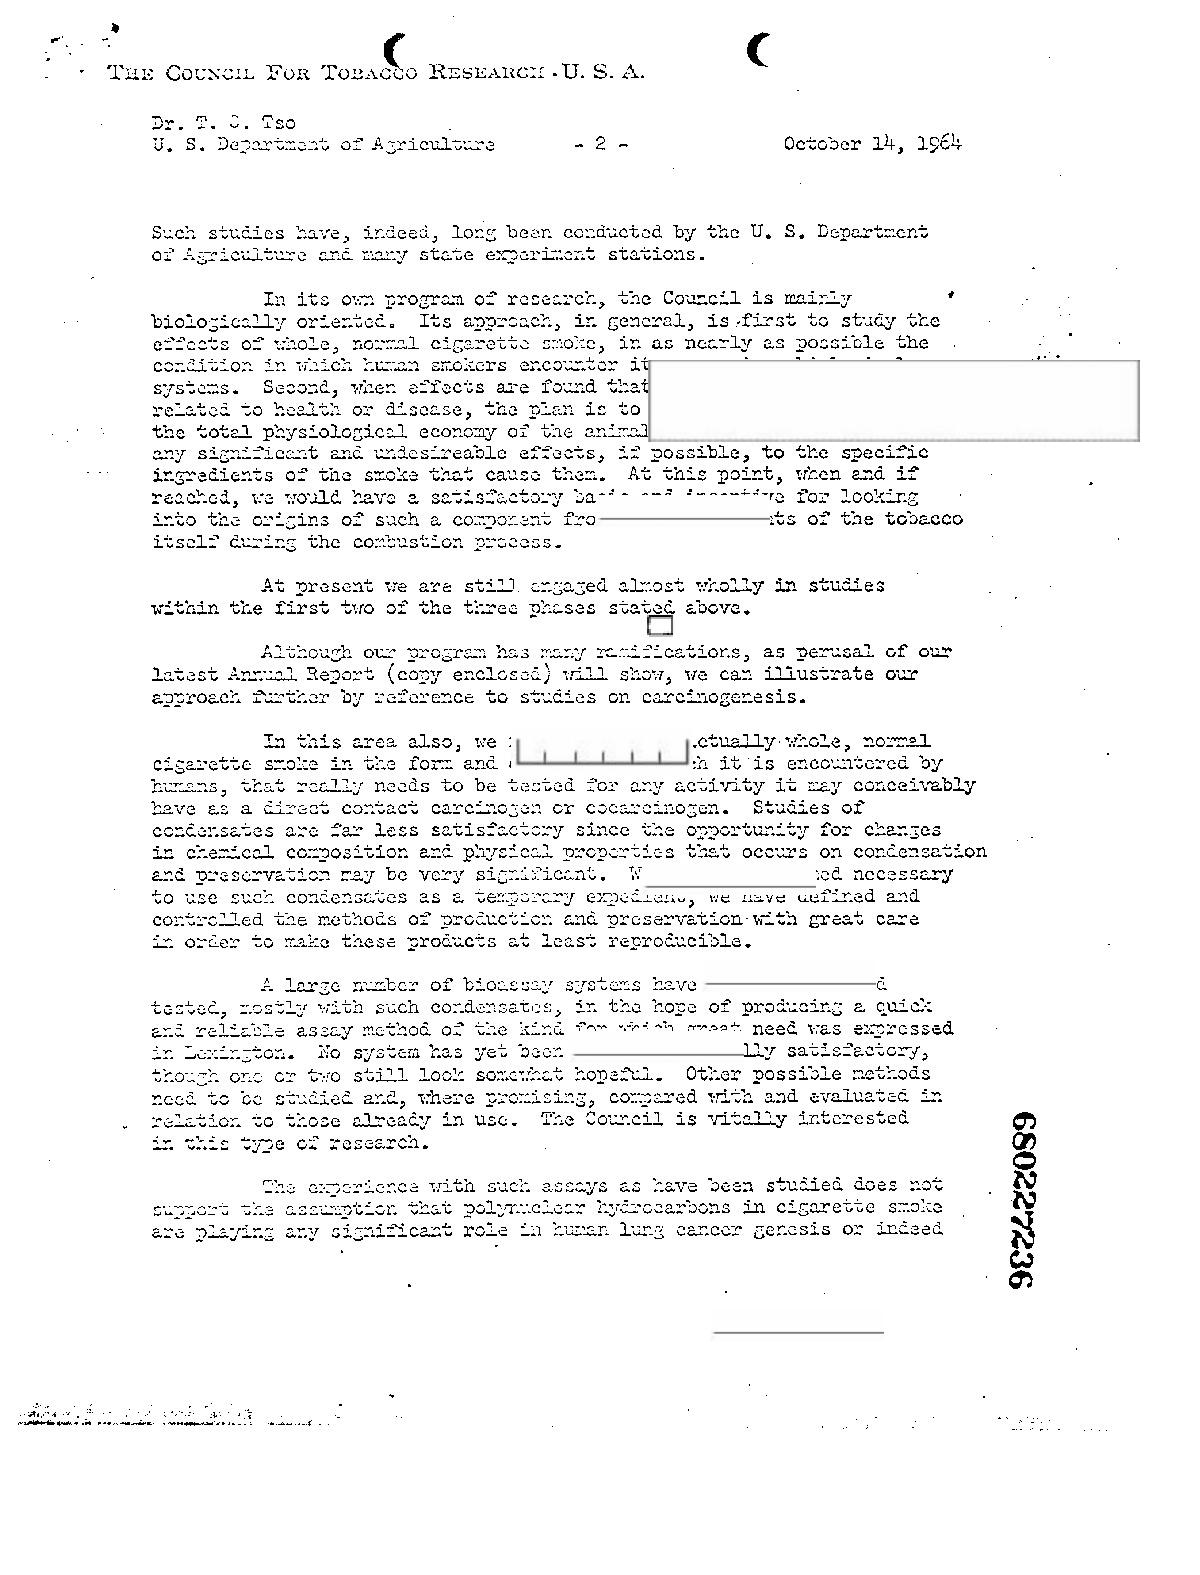 THE COUNCIL FOR TOBACCO RESEARCH - U. S. A.
Dr. T. C. Tso
U. S. Department of Agriculture - 2 - October 14, 1964
Such studies have, indeed, long been conducted by the U. S. Department
of Agriculture and many state experiment stations.
In its own program of research, the Council is mainly
biologically oriented. Its approach, in general, is first to study the
effects of whole, normal cigarette smoke, in as nearly as possible the
condition in which human smokers encounter it
systems. Second, when effects are found that
related to health or disease, the plan is to
the total physiological economy of the animal
any significant and undesireable effects, if possible, to the specific
ingredients of the smoke that cause them. At this point, when and if
reached, we would have a satisfactory for looking
into the origins of such a component of the tobacco
itself during the combustion process.
At present we are still engaged almost wholly in studies
within the first two of the three phases stated above.
Although our program has many ramifications, as perusal of our
latest Annual Report (copy enclosed) will show, we can illustrate our
approach further by reference to studies on carcinogenesis.
In this area also, we whole, normal
cigarette smoke in the form and it is encountered by
humans, that really needs to be tested for any activity it may conceivably
have as a direct contact carcinogen or cocarcinogen. Studies of
condensates are far less satisfactory since the opportunity for changes
in chemical composition and physical properties that occurs on condensation
and preservation may be very significant. necessary
to use such condensates as a temporary expedient, we have defined and
controlled the methods of production and preservation with great care
in order to make these products at least reproducible.
A large number of bioassay systems have
tested, mostly with such condensates, in the hope of producing a quick
and reliable assay method of the kind for which great need was expressed
in Lexington. No system has yet been satisfactory,
though one or two still look somewhat hopeful. Other possible methods
need to be studied and, where promising, compared with and evaluated in
relation to those already in use. The Council is vitally interested
in this type of research.
The experience with such assays as have been studied does not
support the assumption that polynuclear hydrocarbons in cigarette smoke
are playing any significant role in human lung cancer genesis or indeed
680227236